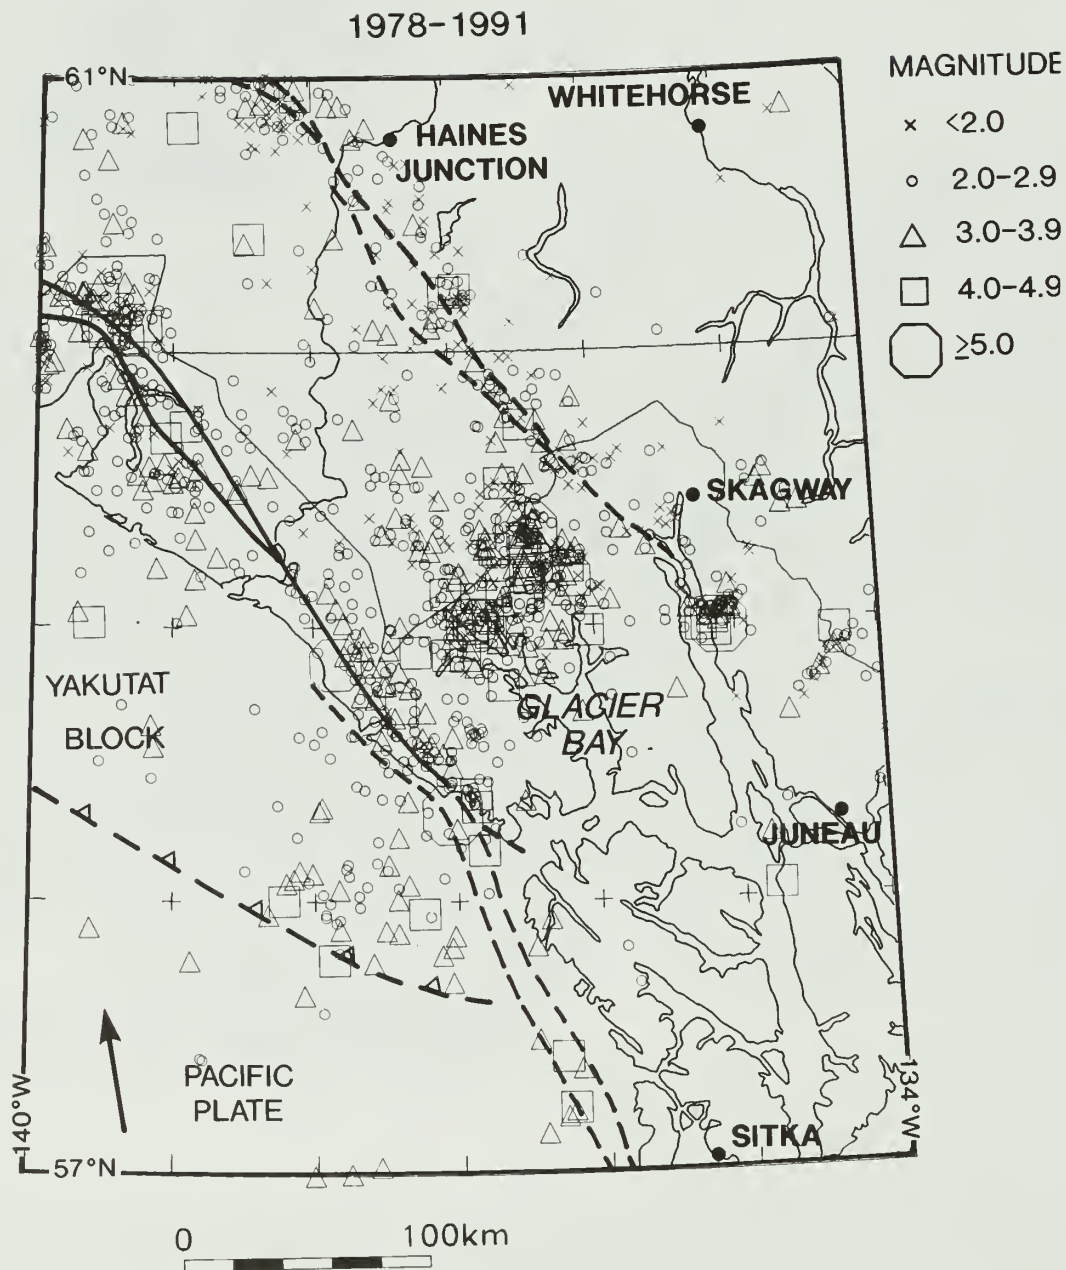 1978-1991
61°N
MAGNITUDE
× <2.0
○ 2.0-2.9
△ 3.0-3.9
□ 4.0-4.9
≥5.0
WHITEHORSE
HAINES
JUNCTION
SKAGWAY
YAKUTAT
BLOCK
GLACIER
BAY
JUNEAU
PACIFIC
PLATE
SITKA
140°W
134°W
57°N
0 100km